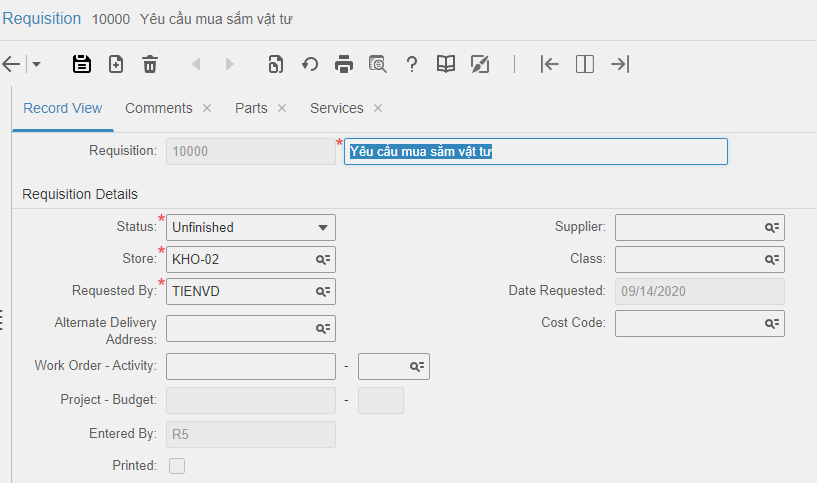 Requisition 10000 Yêu cầu mua sắm vật tư
Record View Comments × Parts × Services ×
Requisition: 10000 * Yêu cầu mua sắm vật tư
Requisition Details
Status: * Unfinished Supplier:
Store: * KHO-02 Class:
Requested By: * TIENVD Date Requested: 09/14/2020
Alternate Delivery
Address:
Cost Code:
Work Order - Activity: -
Project - Budget: -
Entered By: R5
Printed: